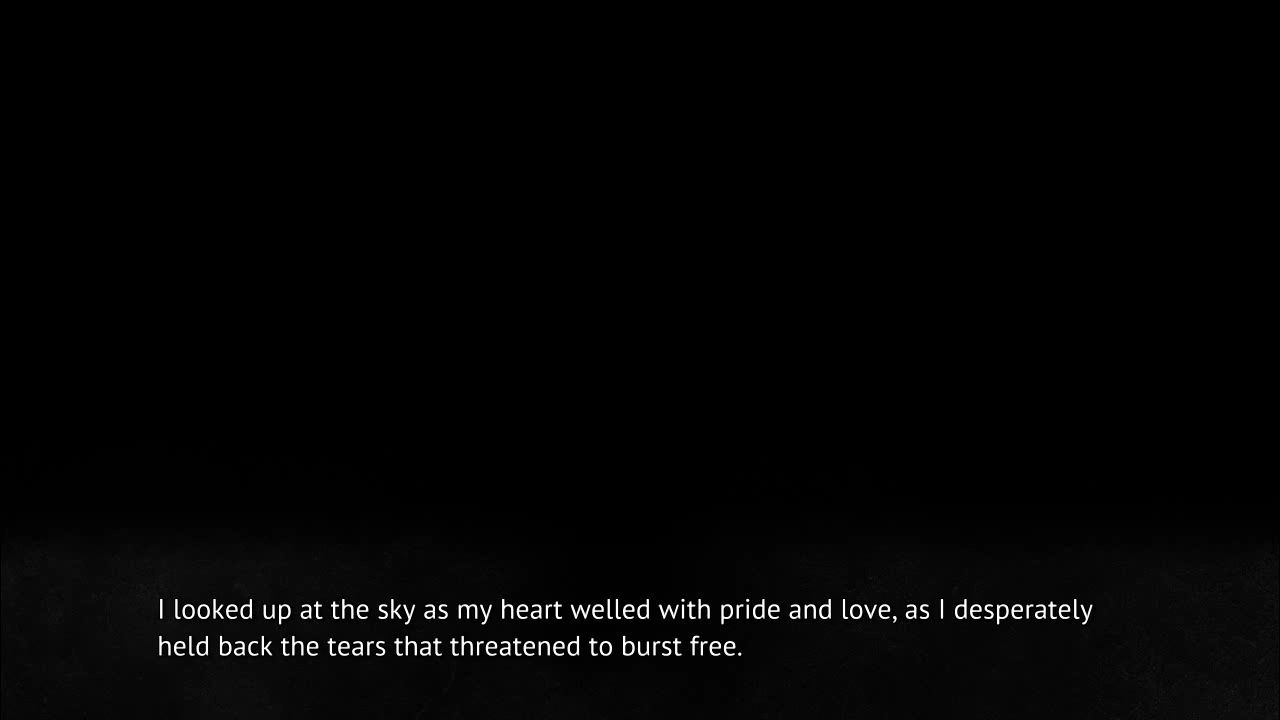 I looked up at the sky as my heart welled with pride and love, as I desperately
held back the tears that threatened to burst free.